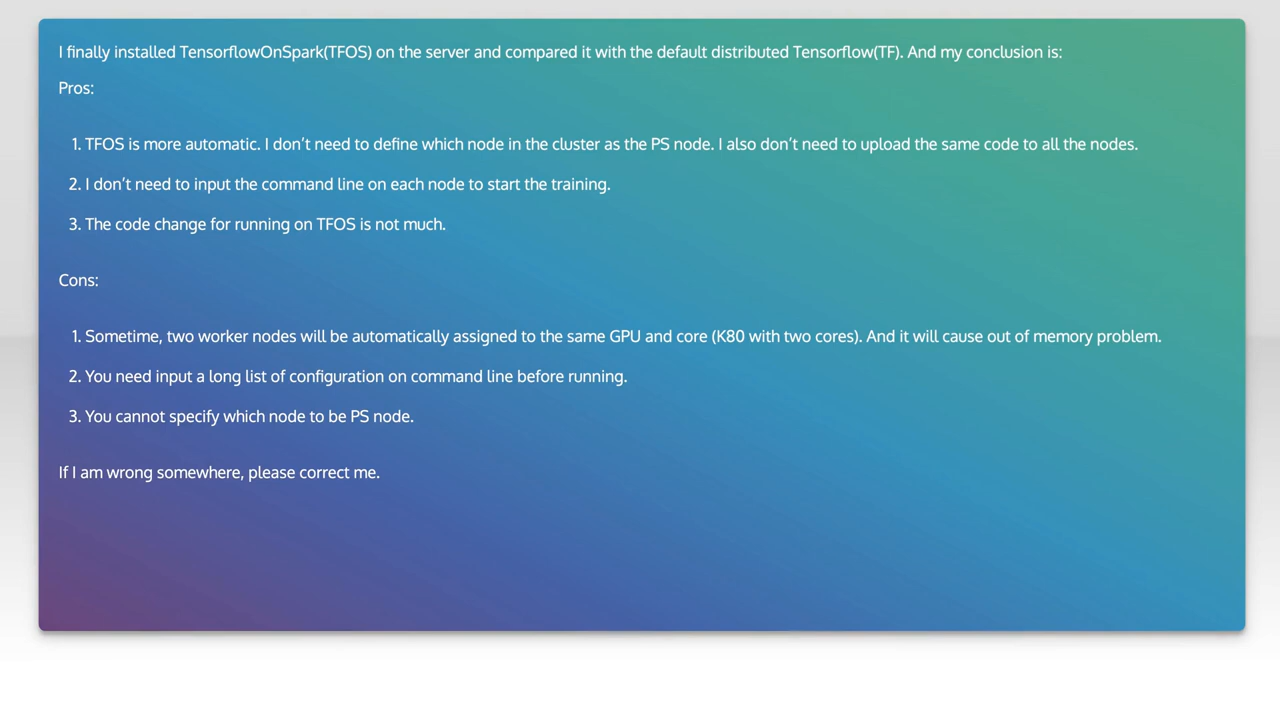 I finally installed TensorflowOnSpark(TFOS) on the server and compared it with the default distributed Tensorflow(TF). And my conclusion is:
Pros:
1. TFOS is more automatic. I don’t need to define which node in the cluster as the PS node. I also don’t need to upload the same code to all the nodes.
2. I don’t need to input the command line on each node to start the training.
3. The code change for running on TFOS is not much.
Cons:
1. Sometime, two worker nodes will be automatically assigned to the same GPU and core (K80 with two cores). And it will cause out of memory problem.
2. You need input a long list of configuration on command line before running.
3. You cannot specify which node to be PS node.
If I am wrong somewhere, please correct me.